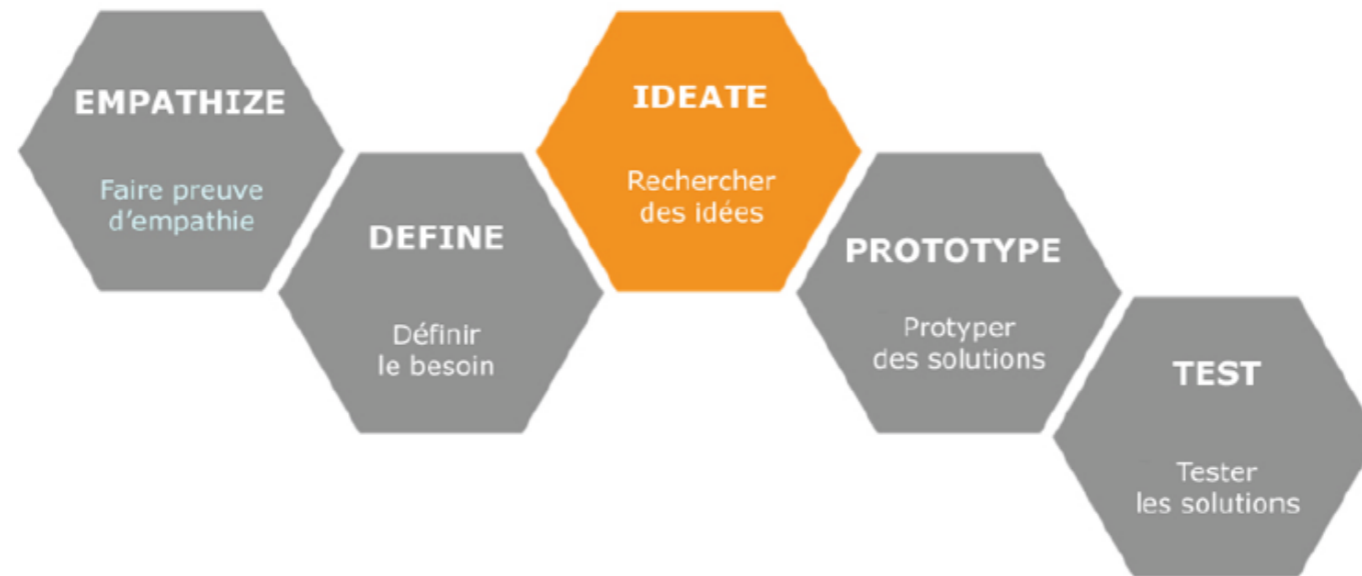 EMPATHIZE
Faire preuve
d'empathie
DEFINE
Définir
le besoin
IDEATE
Rechercher
des idées
PROTOTYPE
Protyper
des solutions
TEST
Tester
les solutions